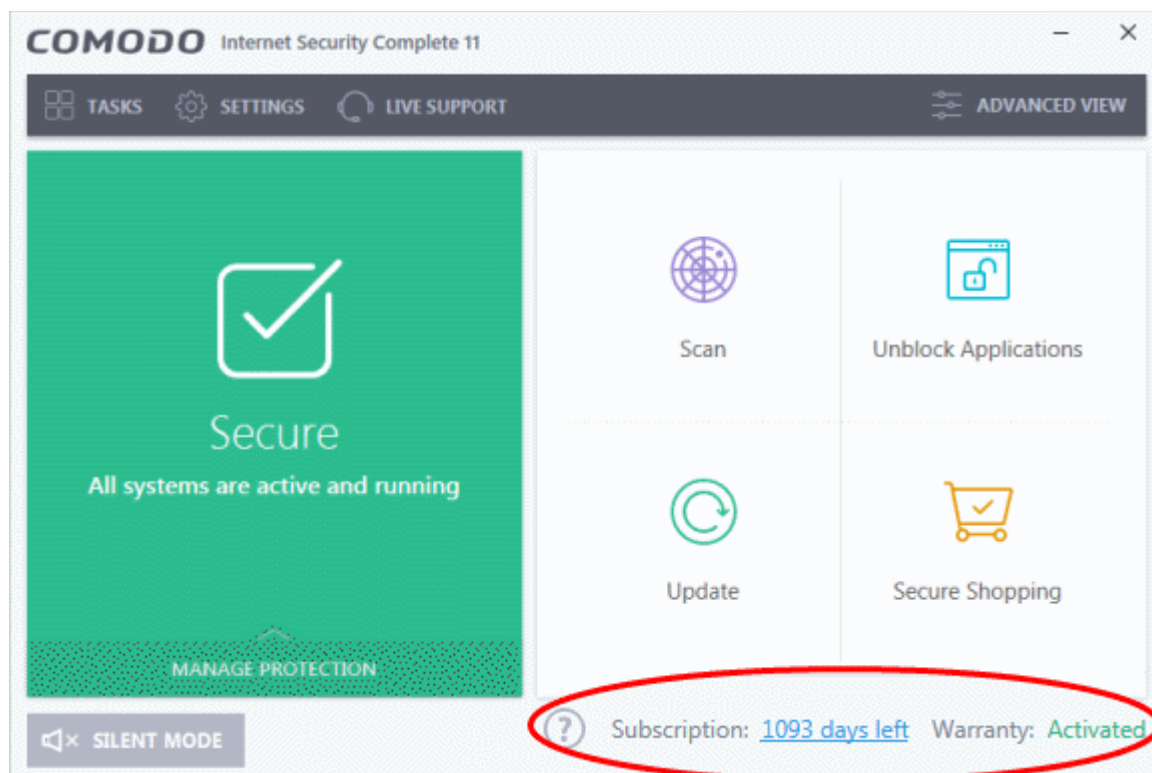 COMODO Internet Security Complete 11
TASKS SETTINGS LIVE SUPPORT ADVANCED VIEW
Secure
All systems are active and running
MANAGE PROTECTION
Scan Unblock Applications
Update Secure Shopping
SILENT MODE
? Subscription: 1093 days left Warranty: Activated